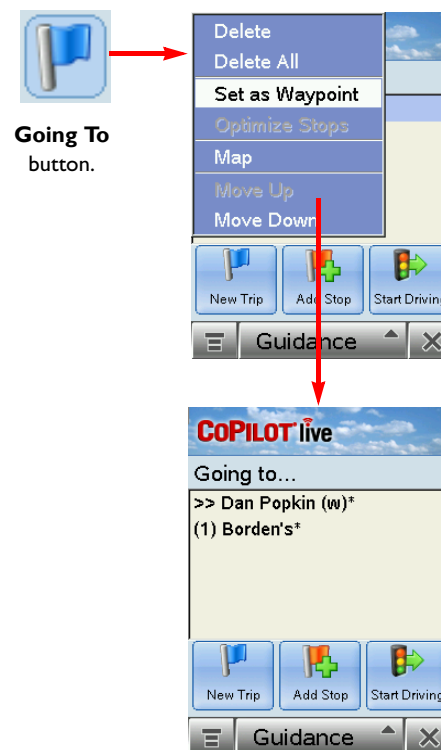 Going To
button.
Delete
Delete All
Set as Waypoint
Optimize Stops
Map
Move Up
Move Down
New Trip
Add Stop
Start Driving
Guidance
COPILOT live
Going to...
>> Dan Popkin (w)*
(1) Borden's*
New Trip
Add Stop
Start Driving
Guidance